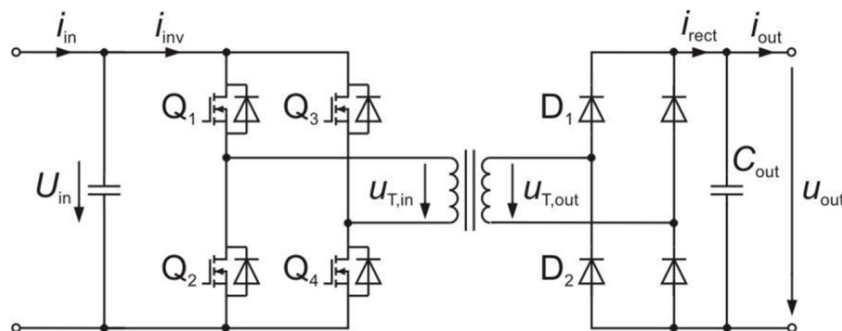 i_in i_inv i_rect i_out
Q_1 Q_3 D_1
U_in u_T,in u_T,out C_out u_out
Q_2 Q_4 D_2